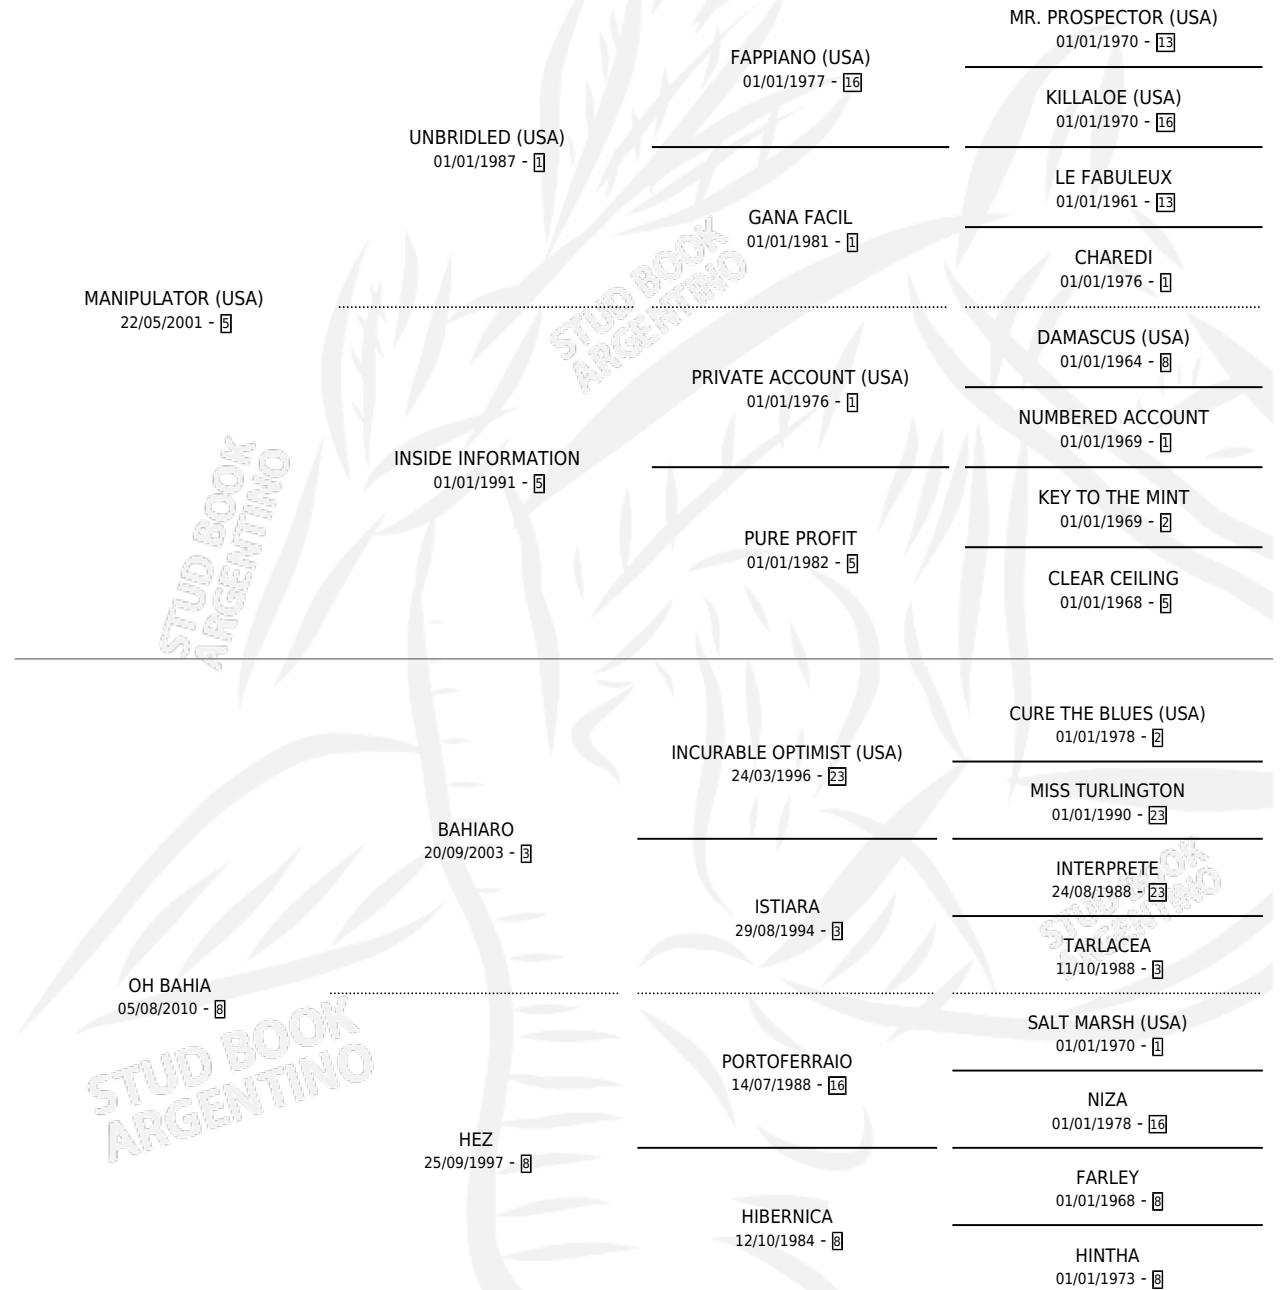 MR. PROSPECTOR (USA)
01/01/1970 - 13
FAPPIANO (USA)
01/01/1977 - 16
KILLALOE (USA)
01/01/1970 - 16
UNBRIDLED (USA)
01/01/1987 - 1
LE FABULEUX
01/01/1961 - 13
GANA FACIL
01/01/1981 - 1
CHAREDI
01/01/1976 - 1
MANIPULATOR (USA)
22/05/2001 - 5
STUD BOOK
ARGENTINO
DAMASCUS (USA)
01/01/1964 - 8
PRIVATE ACCOUNT (USA)
01/01/1976 - 1
NUMBERED ACCOUNT
01/01/1969 - 1
INSIDE INFORMATION
01/01/1991 - 5
KEY TO THE MINT
01/01/1969 - 2
PURE PROFIT
01/01/1982 - 5
CLEAR CEILING
01/01/1968 - 5
STUD BOOK
ARGENTINO
CURE THE BLUES (USA)
01/01/1978 - 2
INCURABLE OPTIMIST (USA)
24/03/1996 - 23
MISS TURLINGTON
01/01/1990 - 23
BAHIARO
20/09/2003 - 3
INTERPRETE
24/08/1988 - 23
ISTIARA
29/08/1994 - 3
STUD BOOK
ARGENTINO
TARLACEA
11/10/1988 - 3
OH BAHIA
05/08/2010 - 8
SALT MARSH (USA)
01/01/1970 - 1
PORTOFERRAIO
14/07/1988 - 16
STUD BOOK
ARGENTINO
NIZA
01/01/1978 - 16
HEZ
25/09/1997 - 8
FARLEY
01/01/1968 - 8
HIBERNICA
12/10/1984 - 8
HINTHA
01/01/1973 - 8